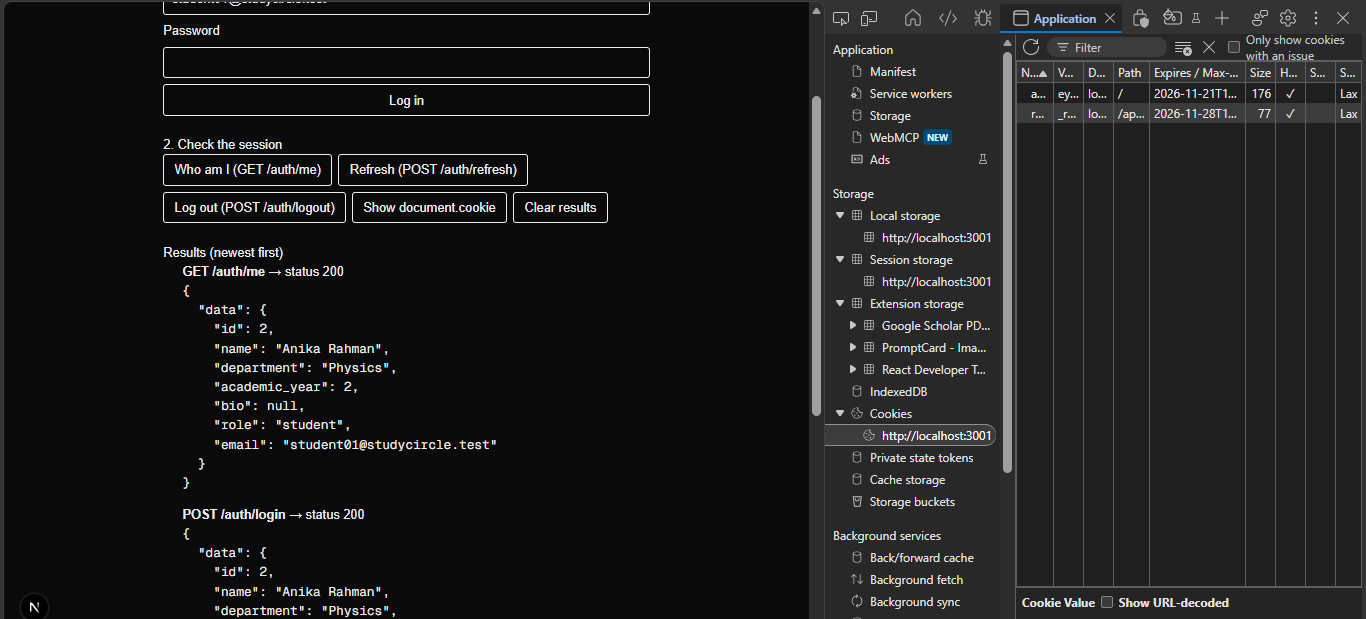 Password
Log in
2. Check the session
Who am I (GET /auth/me)
Refresh (POST /auth/refresh)
Log out (POST /auth/logout)
Show document.cookie
Clear results
Results (newest first)
GET /auth/me → status 200
{
"data": {
"id": 2,
"name": "Anika Rahman",
"department": "Physics",
"academic_year": 2,
"bio": null,
"role": "student",
"email": "student01@studycircle.test"
}
}
POST /auth/login → status 200
{
"data": {
"id": 2,
"name": "Anika Rahman",
"department": "Physics",
N
Application
Application
Manifest
Service workers
Storage
WebMCP NEW
Ads
Storage
Local storage
http://localhost:3001
Session storage
http://localhost:3001
Extension storage
Google Scholar PD...
PromptCard - Ima...
React Developer T...
IndexedDB
Cookies
http://localhost:3001
Private state tokens
Cache storage
Storage buckets
Background services
Back/forward cache
Background fetch
Background sync
Filter
Only show cookies
with an issue
N... V... D... Path Expires / Max-... Size H... S... S...
a... ey... lo... / 2026-11-21T1... 176 ✓ Lax
r... _r... lo... /ap... 2026-11-28T1... 77 ✓ Lax
Cookie Value Show URL-decoded